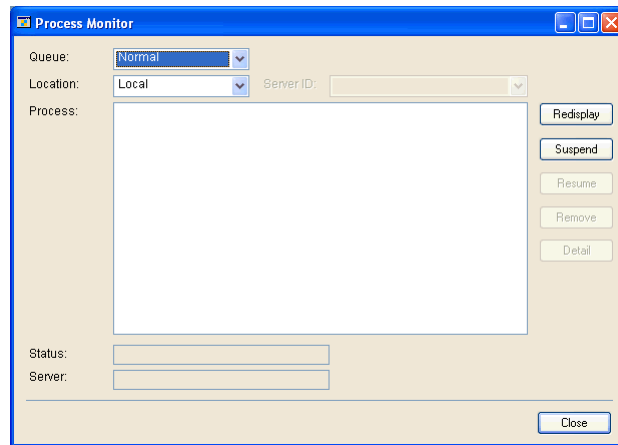 Process Monitor
Queue: Normal
Location: Local Server ID:
Process:
Redisplay
Suspend
Resume
Remove
Detail
Status:
Server:
Close